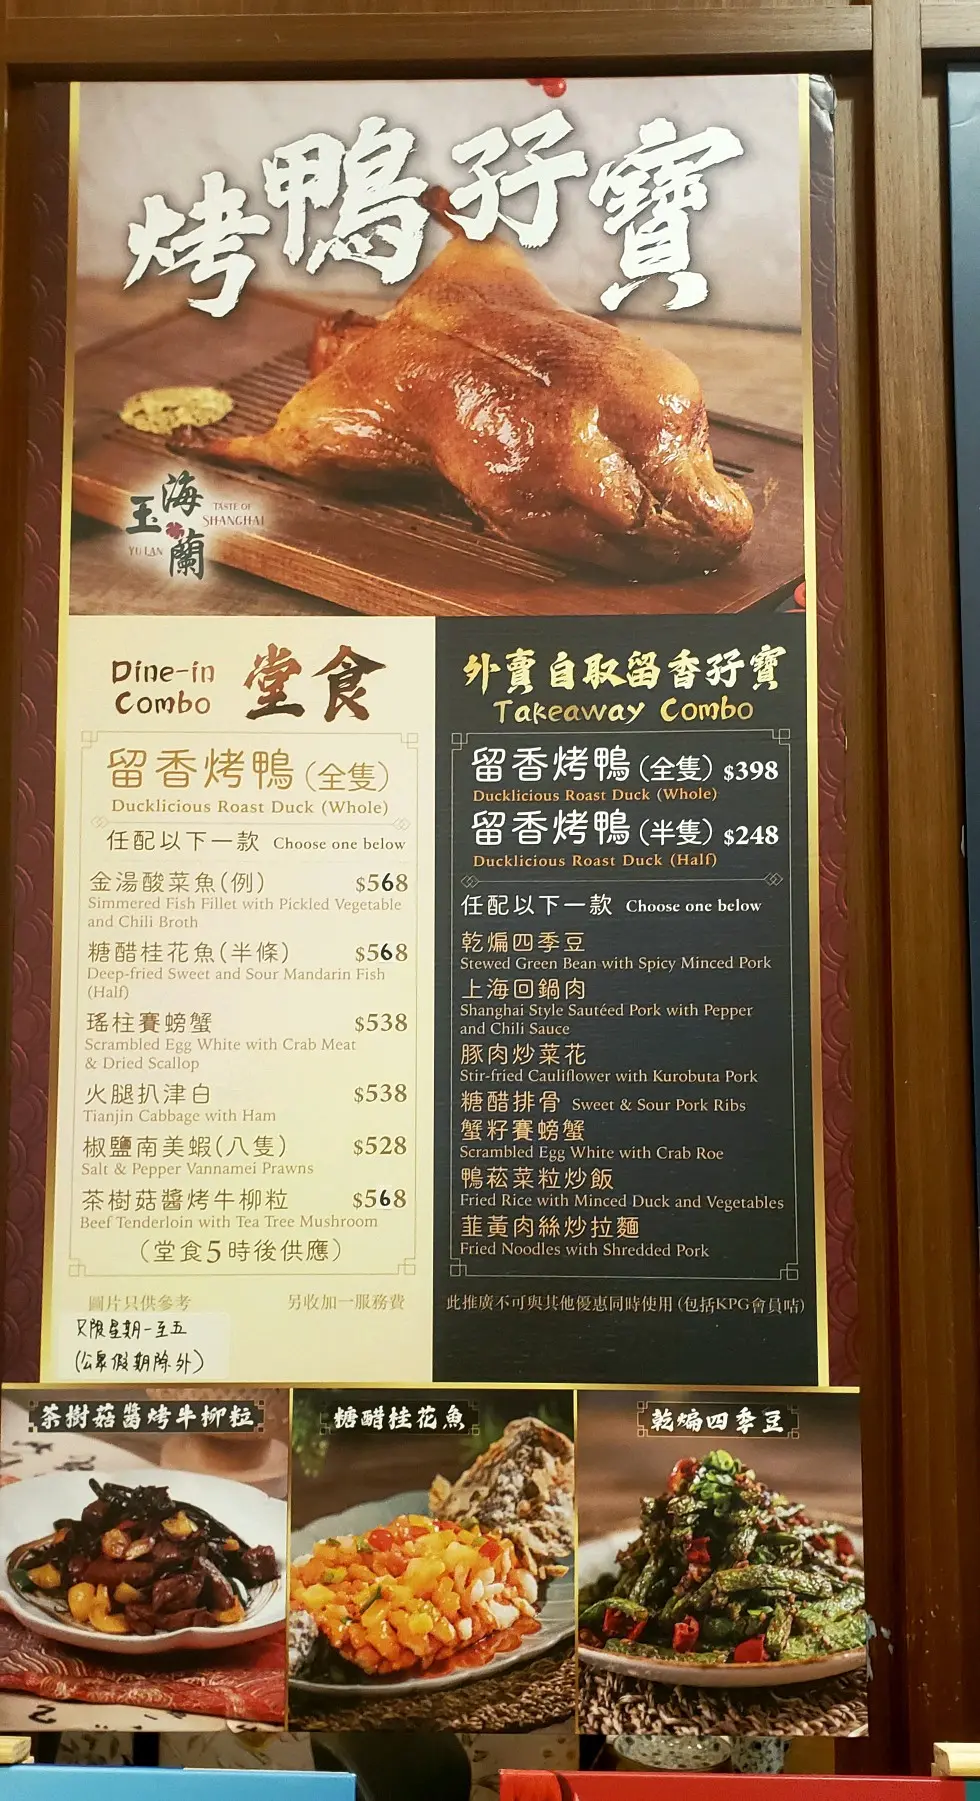 烤鴨孖寶
海
玉
蘭
YU LAN
TASTE OF
SHANGHAI
Dine-in
Combo
堂食
留香烤鴨(全隻)
Ducklicious Roast Duck (Whole)
任配以下一款 Choose one below
金湯酸菜魚(例) $568
Simmered Fish Fillet with Pickled Vegetable
and Chili Broth
糖醋桂花魚(半條) $568
Deep-fried Sweet and Sour Mandarin Fish
(Half)
瑤柱賽螃蟹 $538
Scrambled Egg White with Crab Meat
& Dried Scallop
火腿扒津白 $538
Tianjin Cabbage with Ham
椒鹽南美蝦(八隻) $528
Salt & Pepper Vannamei Prawns
茶樹菇醬烤牛柳粒 $568
Beef Tenderloin with Tea Tree Mushroom
(堂食5時後供應)
圖片只供參考 另收加一服務費
只限星期一至五
(公眾假期除外)
外賣自取留香孖寶
Takeaway Combo
留香烤鴨(全隻) $398
Ducklicious Roast Duck (Whole)
留香烤鴨(半隻) $248
Ducklicious Roast Duck (Half)
任配以下一款 Choose one below
乾煸四季豆
Stewed Green Bean with Spicy Minced Pork
上海回鍋肉
Shanghai Style Sautéed Pork with Pepper
and Chili Sauce
豚肉炒菜花
Stir-fried Cauliflower with Kurobuta Pork
糖醋排骨 Sweet & Sour Pork Ribs
蟹籽賽螃蟹
Scrambled Egg White with Crab Roe
鴨菘菜粒炒飯
Fried Rice with Minced Duck and Vegetables
韮黃肉絲炒拉麵
Fried Noodles with Shredded Pork
此推廣不可與其他優惠同時使用(包括KPG會員咭)
茶樹菇醬烤牛柳粒
糖醋桂花魚
乾煸四季豆